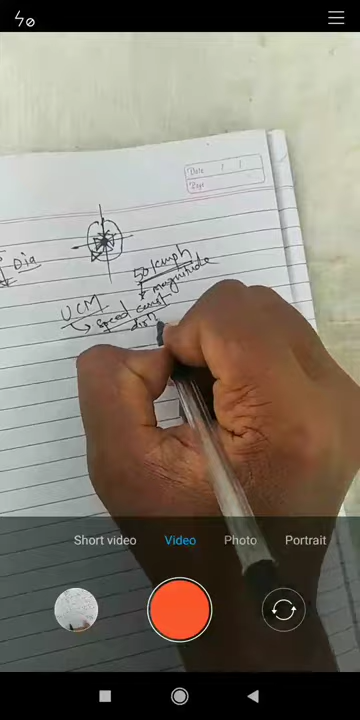 Date / /
Page
Dia
50 kmph
magnitude
UCM
speed const
Short video Video Photo Portrait